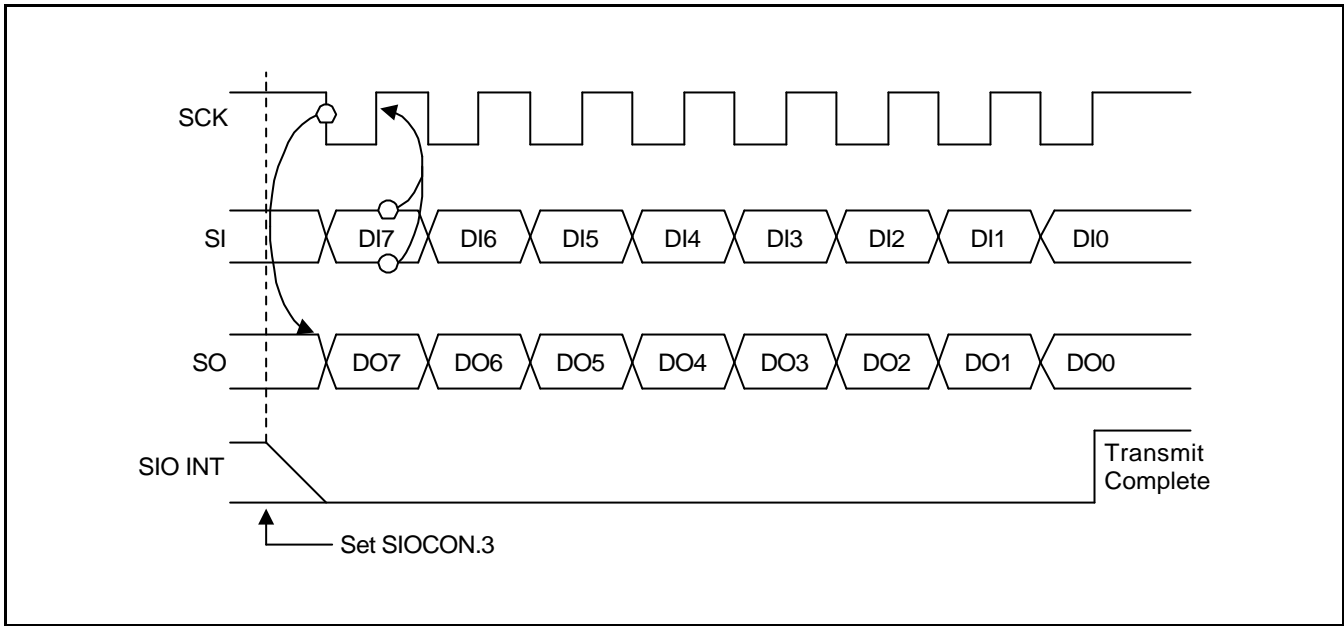 SCK
SI DI7 DI6 DI5 DI4 DI3 DI2 DI1 DI0
SO DO7 DO6 DO5 DO4 DO3 DO2 DO1 DO0
SIO INT
Transmit
Complete
Set SIOCON.3